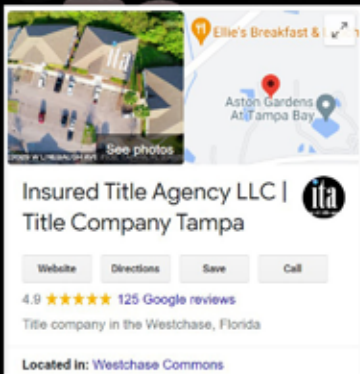 Ellie's Breakfast &
Aston Gardens
At Tampa Bay
See photos
Insured Title Agency LLC |
Title Company Tampa
ita
Website Directions Save Call
4.9 125 Google reviews
Title company in the Westchase, Florida
Located in: Westchase Commons